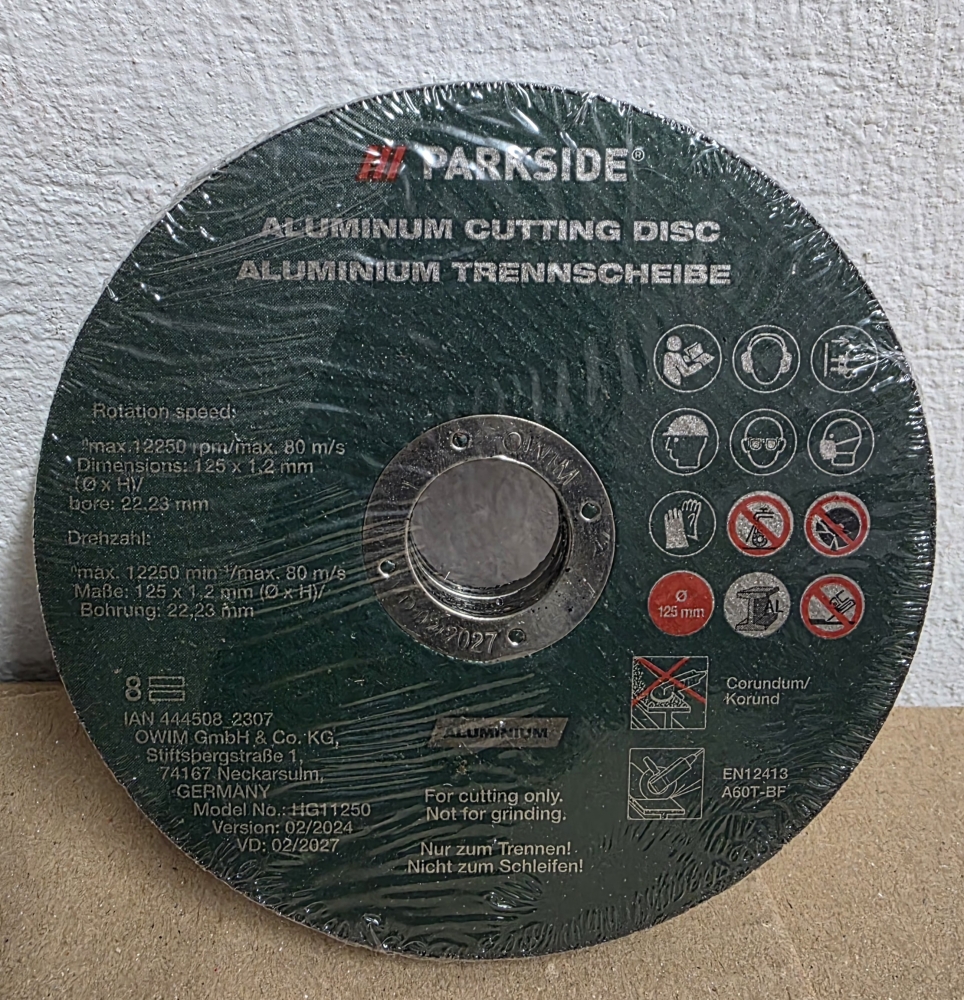 PARKSIDE®
ALUMINUM CUTTING DISC
ALUMINIUM TRENNSCHEIBE
Rotation speed:
max.12250 rpm/max. 80 m/s
Dimensions: 125 x 1,2 mm
(Ø x H)/
bore: 22.23 mm
Drehzahl:
max. 12250 min⁻¹/max. 80 m/s
Maße: 125 x 1,2 mm (Ø x H)/
Bohrung: 22,23 mm
OWIM
02/2027
Ø
125 mm
AL
Corundum/
Korund
8
IAN 444508 2307
OWIM GmbH & Co. KG,
Stiftsbergstraße 1,
74167 Neckarsulm,
GERMANY
Model No.: HG11250
Version: 02/2024
VD: 02/2027
ALUMINIUM
For cutting only.
Not for grinding.
Nur zum Trennen!
Nicht zum Schleifen!
EN12413
A60T-BF